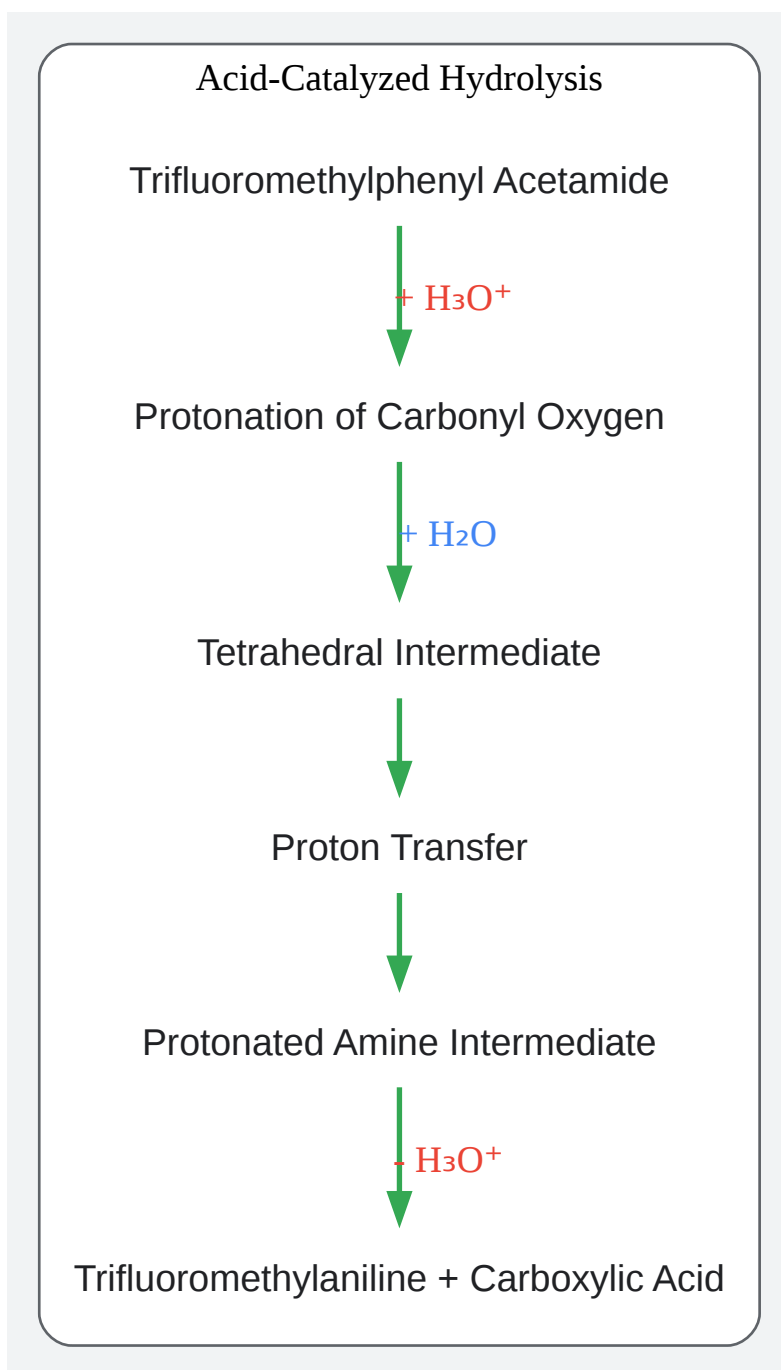 Acid-Catalyzed Hydrolysis
Trifluoromethylphenyl Acetamide
+ H₃O⁺
Protonation of Carbonyl Oxygen
+ H₂O
Tetrahedral Intermediate
Proton Transfer
Protonated Amine Intermediate
- H₃O⁺
Trifluoromethylaniline + Carboxylic Acid